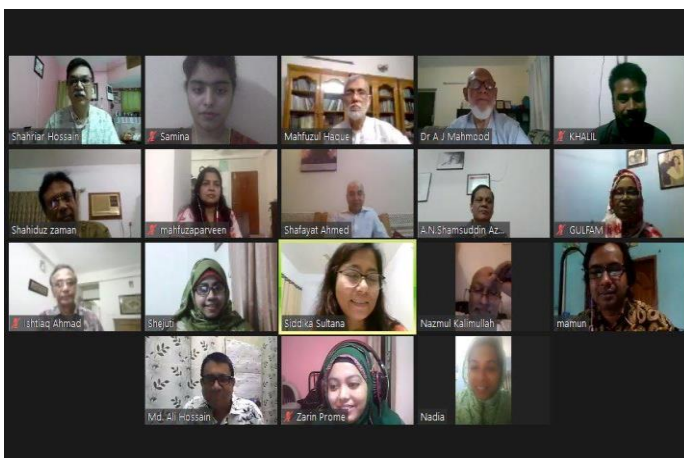 Shahriar Hossain
Samina
Mahfuzul Haque
Dr A J Mahmood
KHALIL
Shahiduz zaman
mahfuzaparveen
Shafayat Ahmed
A.N.Shamsuddin Az...
GULFAM
Ishtiaq Ahmad
Shejuti
Siddika Sultana
Nazmul Kalimullah
mamun
Md. Ali Hossain
Zarin Prome
Nadia